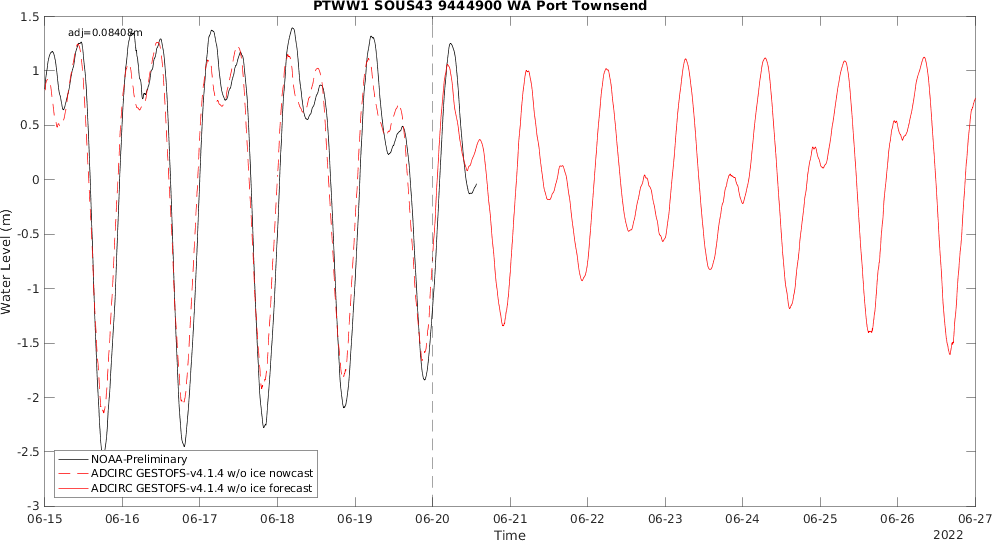 PTWW1 SOUS43 9444900 WA Port Townsend
adj=0.08408m
1.5
1
0.5
0
-0.5
-1
-1.5
-2
-2.5
-3
Water Level (m)
NOAA-Preliminary
ADCIRC GESTOFS-v4.1.4 w/o ice nowcast
ADCIRC GESTOFS-v4.1.4 w/o ice forecast
06-15 06-16 06-17 06-18 06-19 06-20 06-21 06-22 06-23 06-24 06-25 06-26 06-27
Time
2022